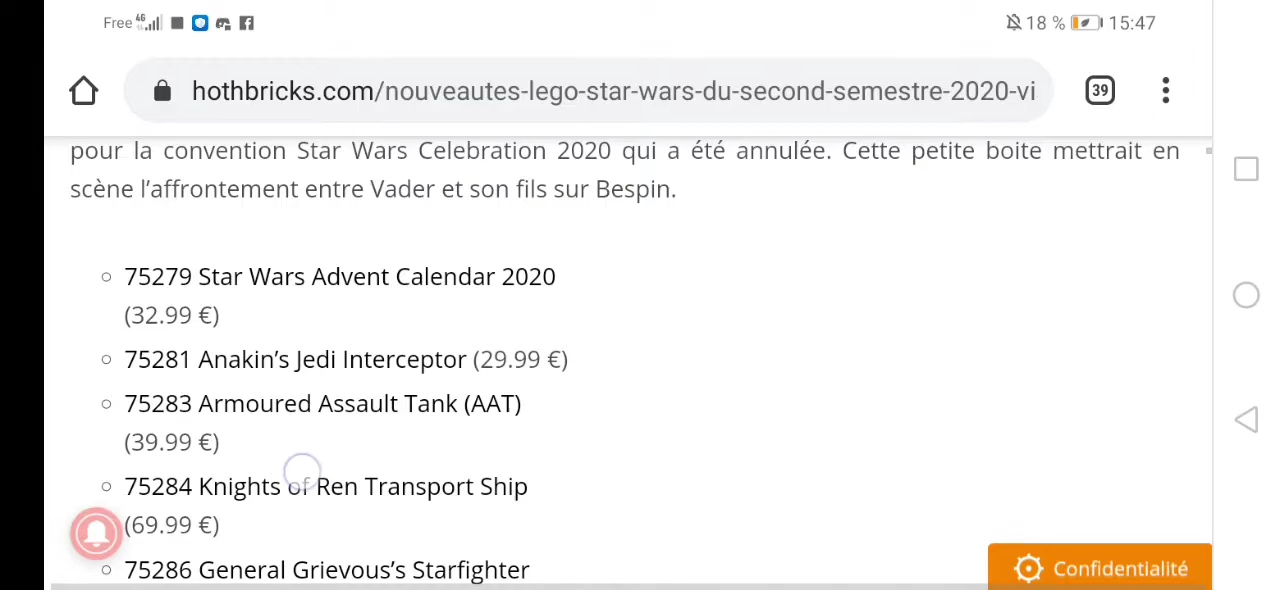 Free 4G 18 % 15:47
hothbricks.com/nouveautes-lego-star-wars-du-second-semestre-2020-vi 39
pour la convention Star Wars Celebration 2020 qui a été annulée. Cette petite boite mettrait en
scène l’affrontement entre Vader et son fils sur Bespin.
75279 Star Wars Advent Calendar 2020
(32.99 €)
75281 Anakin’s Jedi Interceptor (29.99 €)
75283 Armoured Assault Tank (AAT)
(39.99 €)
75284 Knights of Ren Transport Ship
(69.99 €)
75286 General Grievous’s Starfighter
Confidentialité